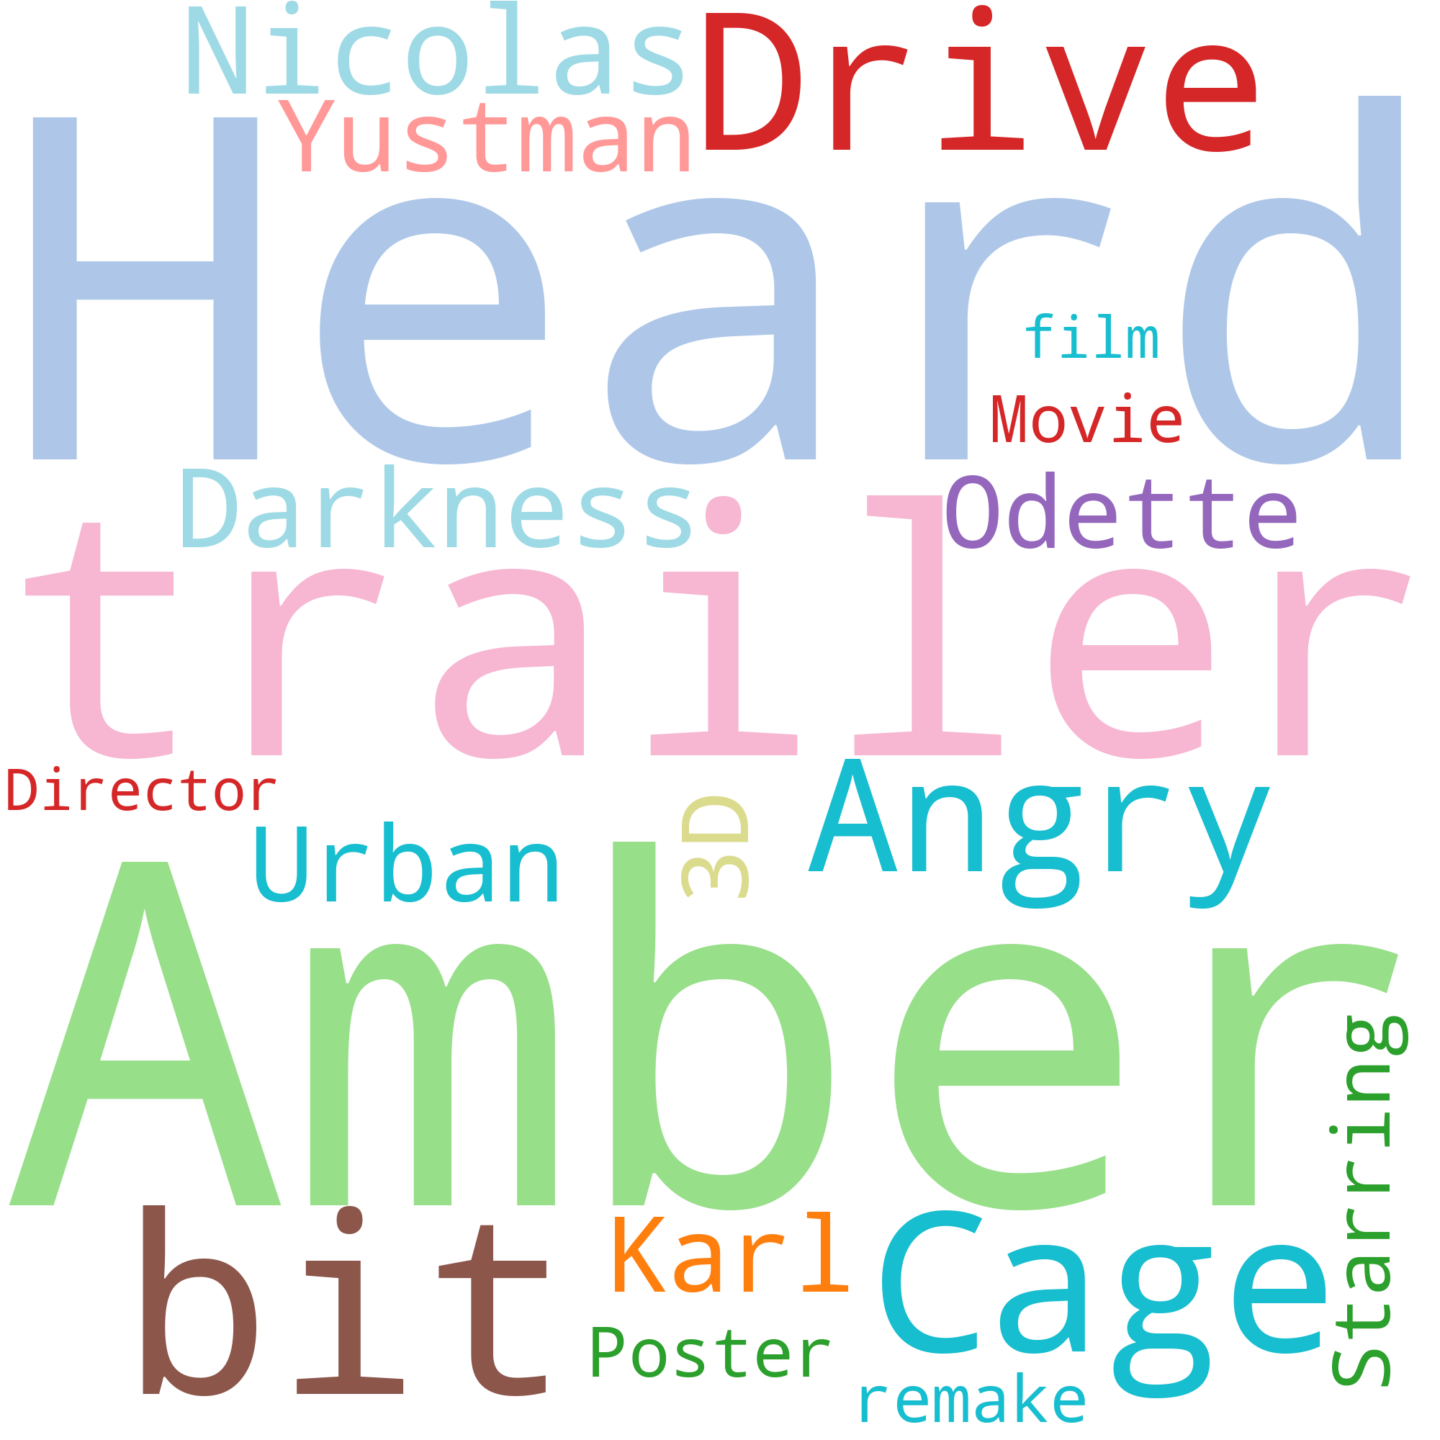 Nicolas
Drive
Yustman
Heard
film
Movie
Darkness
Odette
trailer
Director
Angry
Urban
3D
Amber
Starring
bit
Karl
Cage
Poster
remake